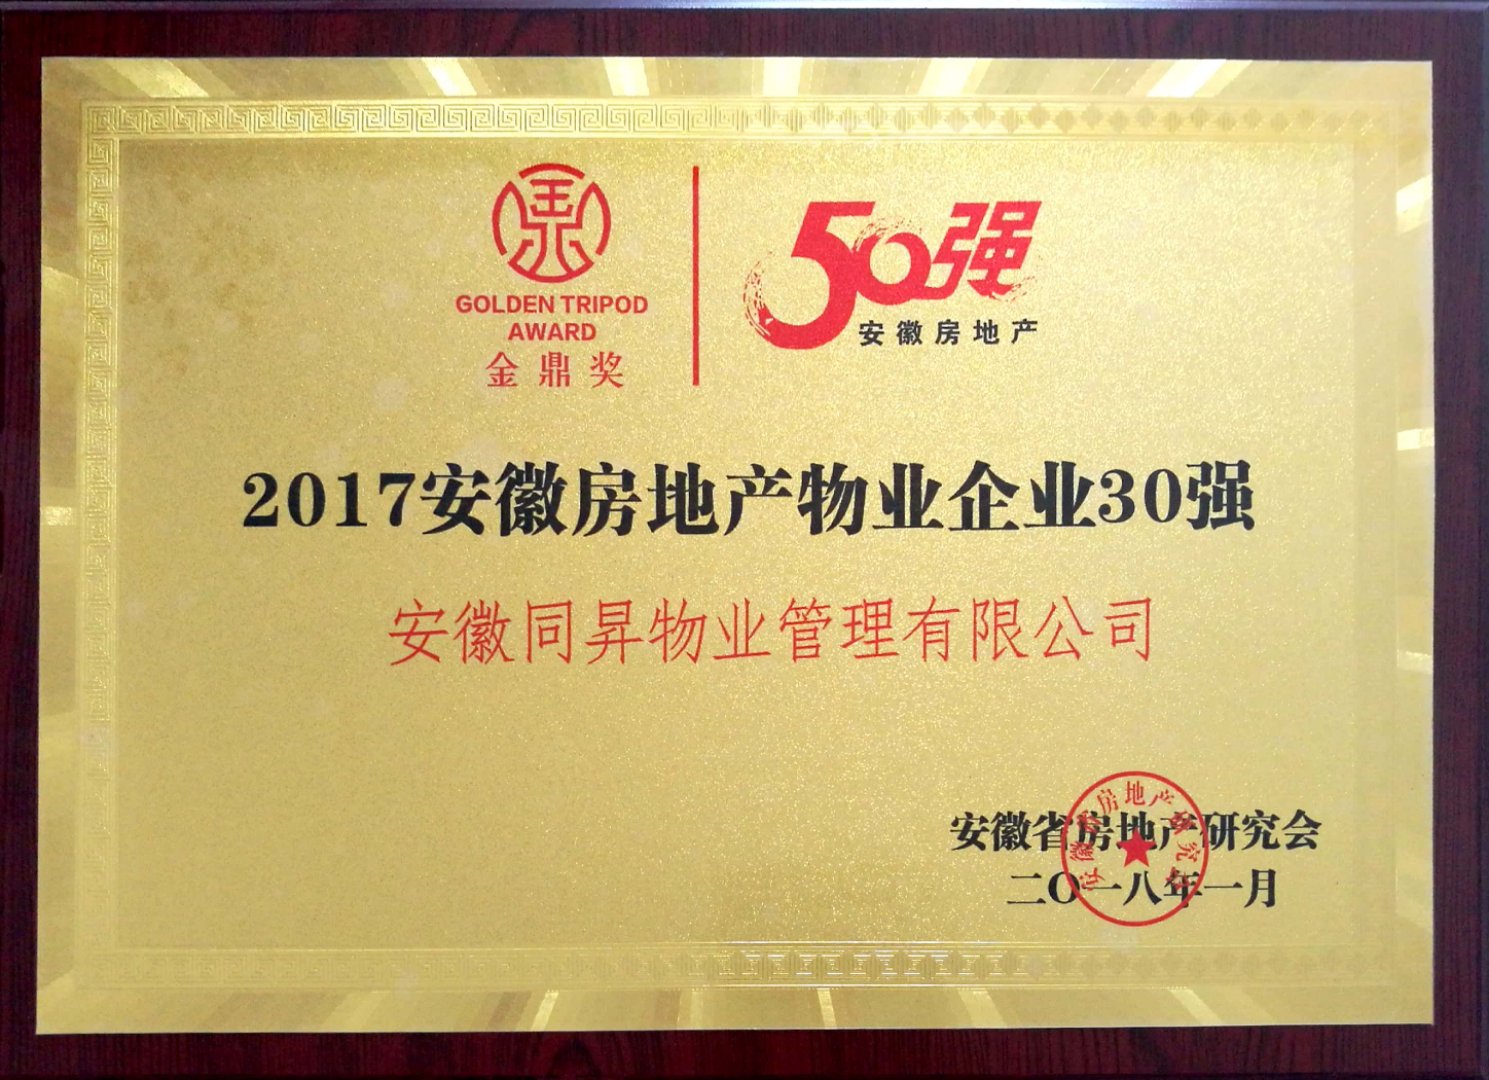 GOLDEN TRIPOD
AWARD
金鼎奖
50强
安徽房地产
2017安徽房地产物业企业30强
安徽同昇物业管理有限公司
安徽省房地产研究会
二〇一八年一月